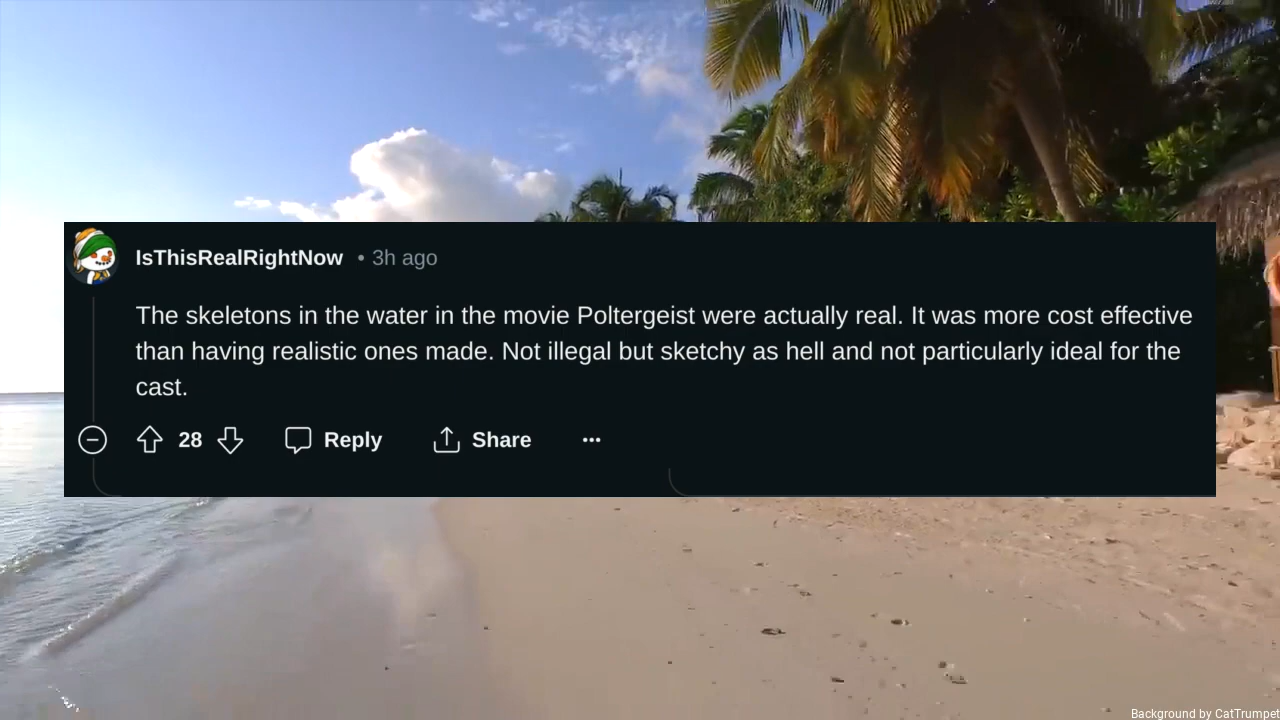 IsThisRealRightNow • 3h ago
The skeletons in the water in the movie Poltergeist were actually real. It was more cost effective
than having realistic ones made. Not illegal but sketchy as hell and not particularly ideal for the
cast.
28 Reply Share ...
Background by CatTrumpet